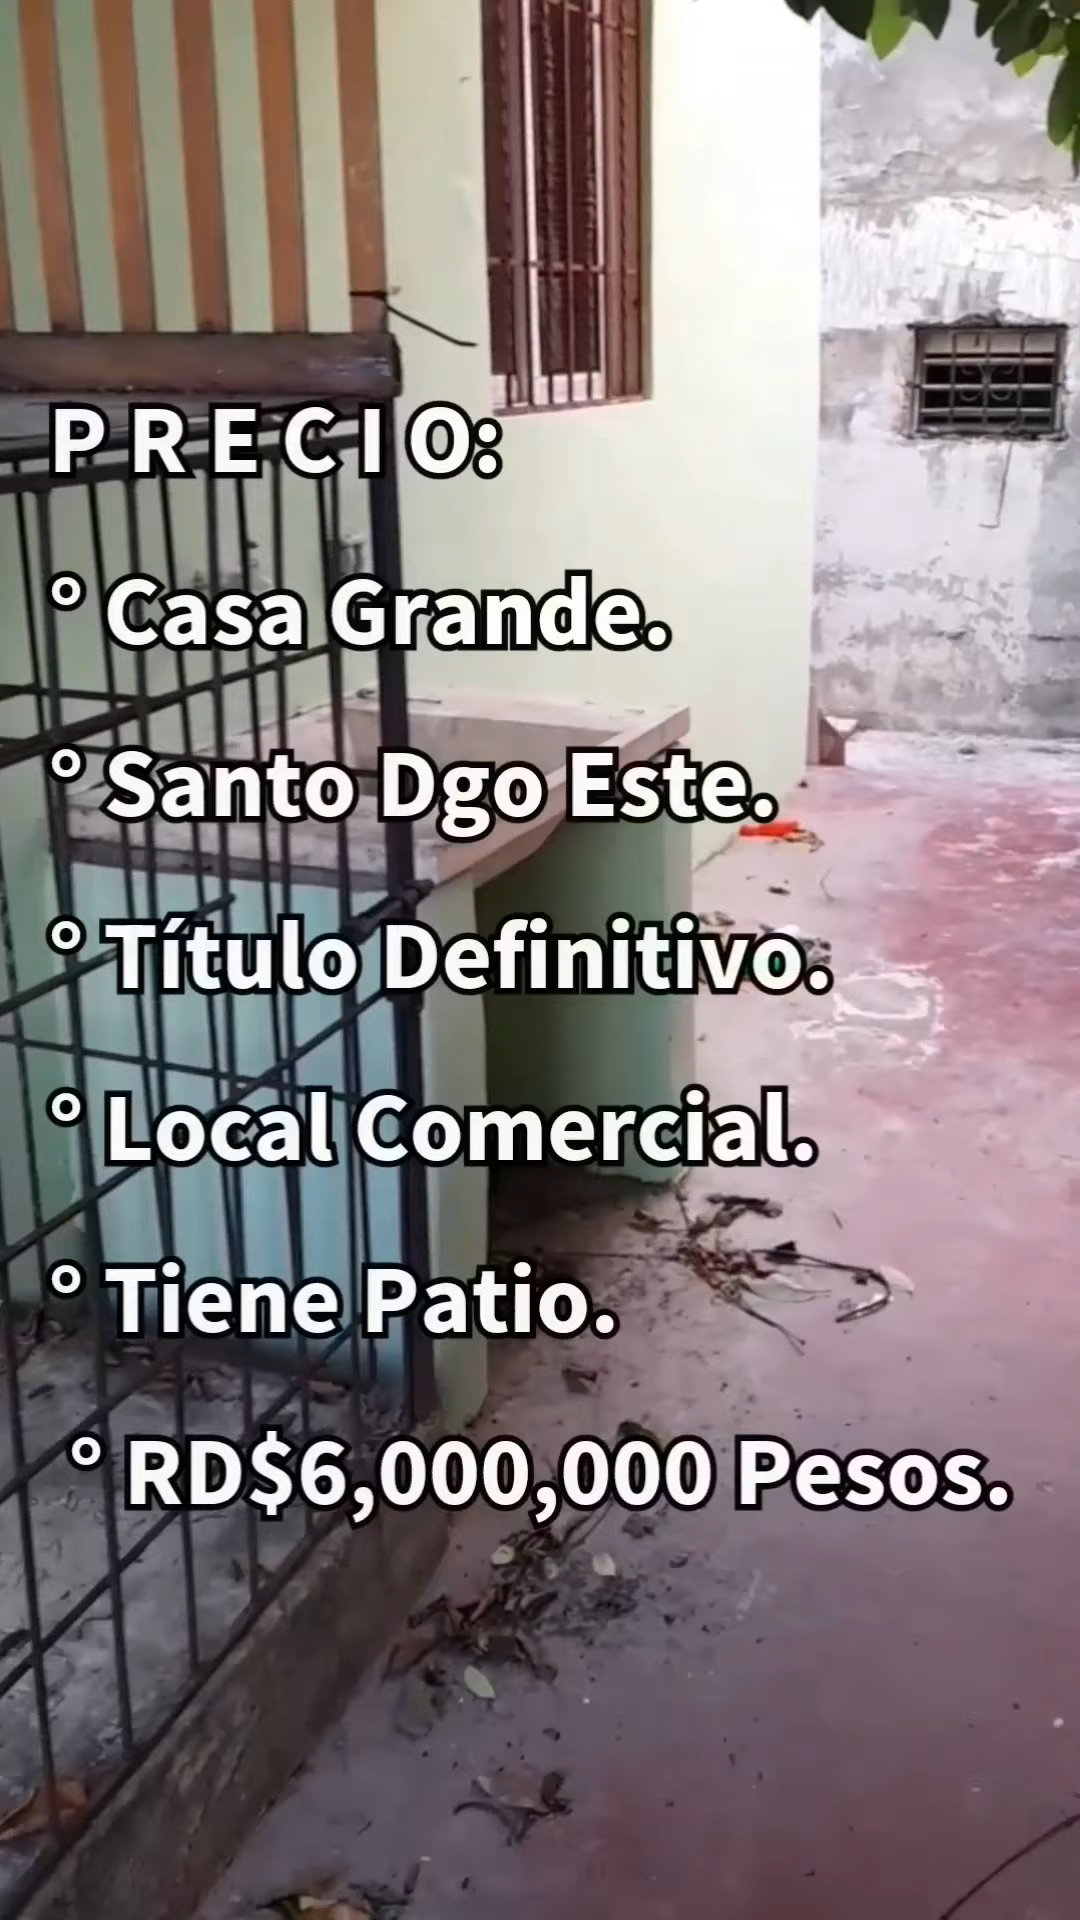 P R E C I O:
° Casa Grande.
° Santo Dgo Este.
° Título Definitivo.
° Local Comercial.
° Tiene Patio.
° RD$6,000,000 Pesos.